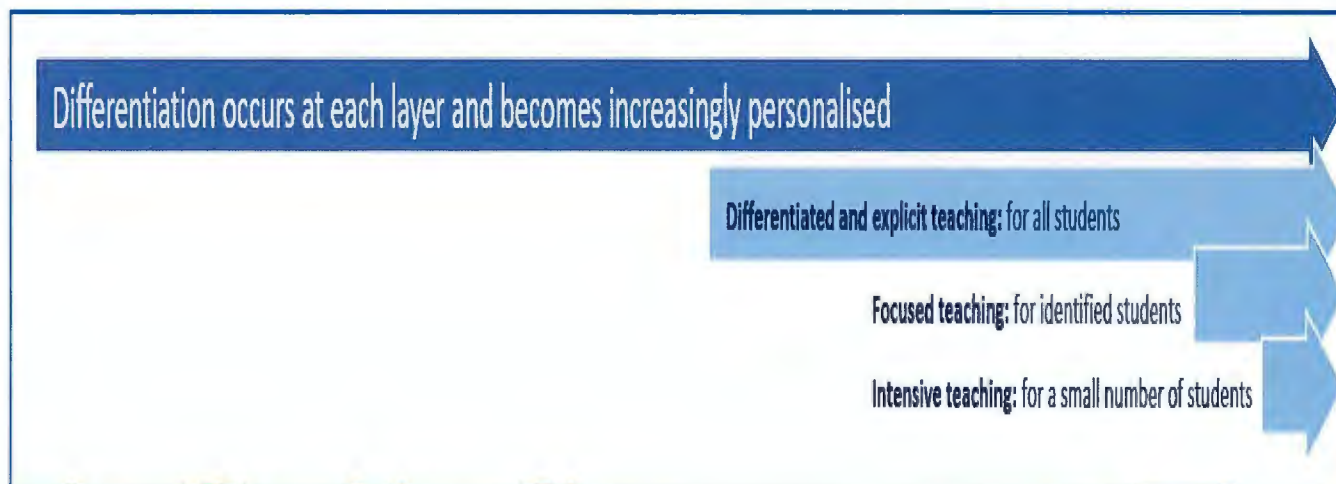 Differentiation occurs at each layer and becomes increasingly personalised
Differentiated and explicit teaching: for all students
Focused teaching: for identified students
Intensive teaching: for a small number of students